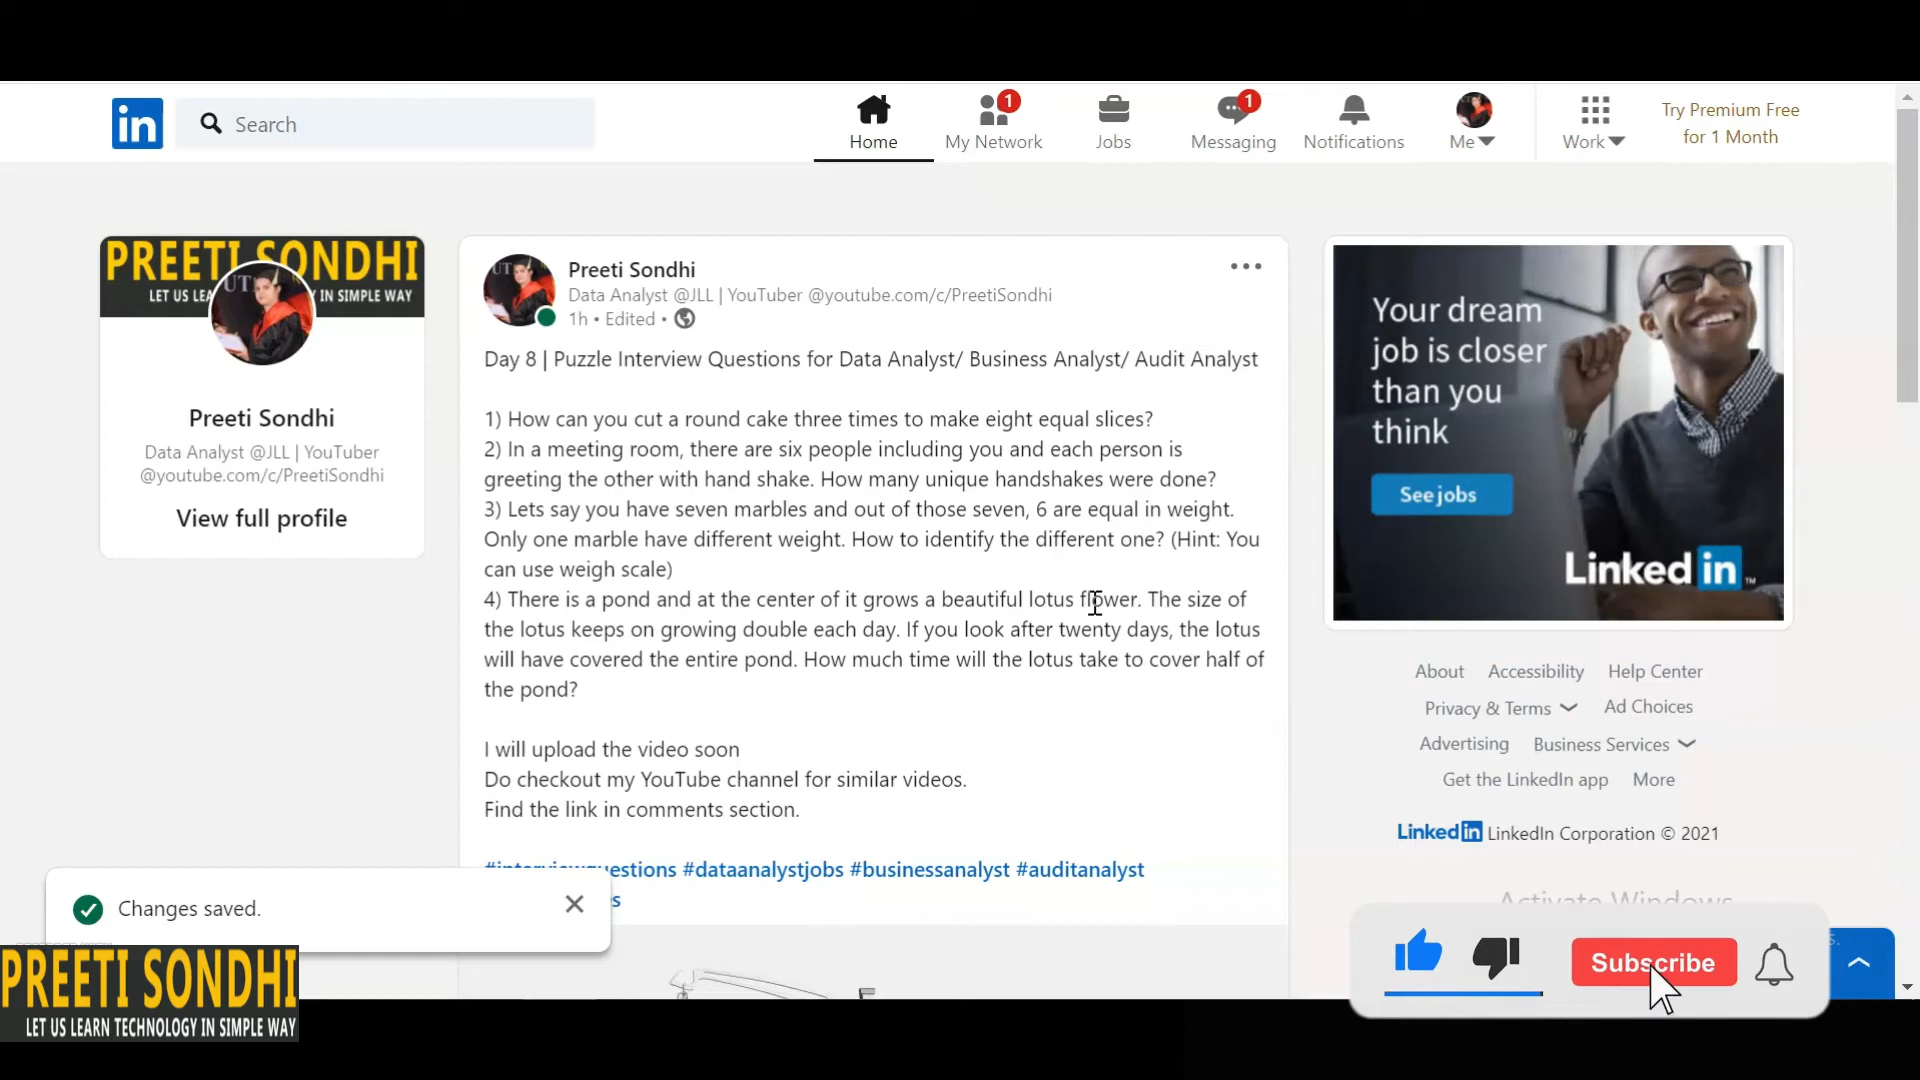 in
Search
Home
1
My Network
Jobs
1
Messaging
Notifications
Me
Work
Try Premium Free
for 1 Month
PREETI SONDHI
LET US LEA
IN SIMPLE WAY
UT
Preeti Sondhi
Data Analyst @JLL | YouTuber
@youtube.com/c/PreetiSondhi
View full profile
Preeti Sondhi
Data Analyst @JLL | YouTuber @youtube.com/c/PreetiSondhi
1h • Edited •
Day 8 | Puzzle Interview Questions for Data Analyst/ Business Analyst/ Audit Analyst
1) How can you cut a round cake three times to make eight equal slices?
2) In a meeting room, there are six people including you and each person is
greeting the other with hand shake. How many unique handshakes were done?
3) Lets say you have seven marbles and out of those seven, 6 are equal in weight.
Only one marble have different weight. How to identify the different one? (Hint: You
can use weigh scale)
4) There is a pond and at the center of it grows a beautiful lotus flower. The size of
the lotus keeps on growing double each day. If you look after twenty days, the lotus
will have covered the entire pond. How much time will the lotus take to cover half of
the pond?
I will upload the video soon
Do checkout my YouTube channel for similar videos.
Find the link in comments section.
#interviewquestions #dataanalystjobs #businessanalyst #auditanalyst
Your dream
job is closer
than you
think
See jobs
Linked in
About Accessibility Help Center
Privacy & Terms Ad Choices
Advertising Business Services
Get the LinkedIn app More
Linked in LinkedIn Corporation © 2021
Activate Windows
Changes saved.
PREETI SONDHI
LET US LEARN TECHNOLOGY IN SIMPLE WAY
Subscribe